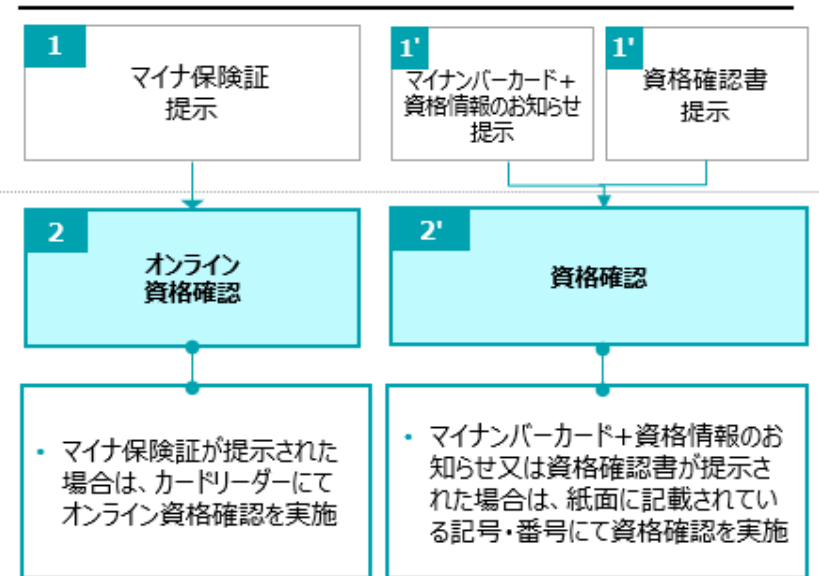 1
マイナ保険証
提示
1'
マイナンバーカード+
資格情報のお知らせ
提示
1'
資格確認書
提示
2
オンライン
資格確認
2'
資格確認
・ マイナ保険証が提示された
場合は、カードリーダーにて
オンライン資格確認を実施
・ マイナンバーカード+資格情報のお
知らせ又は資格確認書が提示さ
れた場合は、紙面に記載されてい
る記号・番号にて資格確認を実施